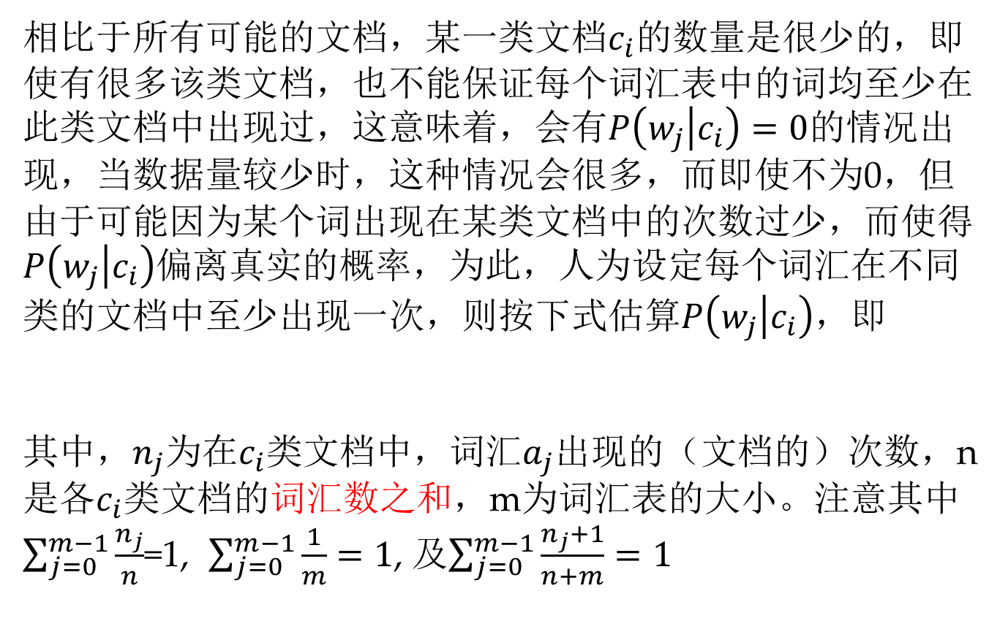 相比于所有可能的文档，某一类文档$c_i$的数量是很少的，即
使有很多该类文档，也不能保证每个词汇表中的词均至少在
此类文档中出现过，这意味着，会有$P(w_j|c_i) = 0$的情况出
现，当数据量较少时，这种情况会很多，而即使不为0，但
由于可能因为某个词出现在某类文档中的次数过少，而使得
$P(w_j|c_i)$偏离真实的概率，为此，人为设定每个词汇在不同
类的文档中至少出现一次，则按下式估算$P(w_j|c_i)$，即
其中，$n_j$为在$c_i$类文档中，词汇$a_j$出现的（文档的）次数，n
是各$c_i$类文档的词汇数之和，m为词汇表的大小。注意其中
$\sum_{j=0}^{m-1}\frac{n_j}{n}$=1, $\sum_{j=0}^{m-1}\frac{1}{m} = 1$, 及$\sum_{j=0}^{m-1}\frac{n_j+1}{n+m} = 1$